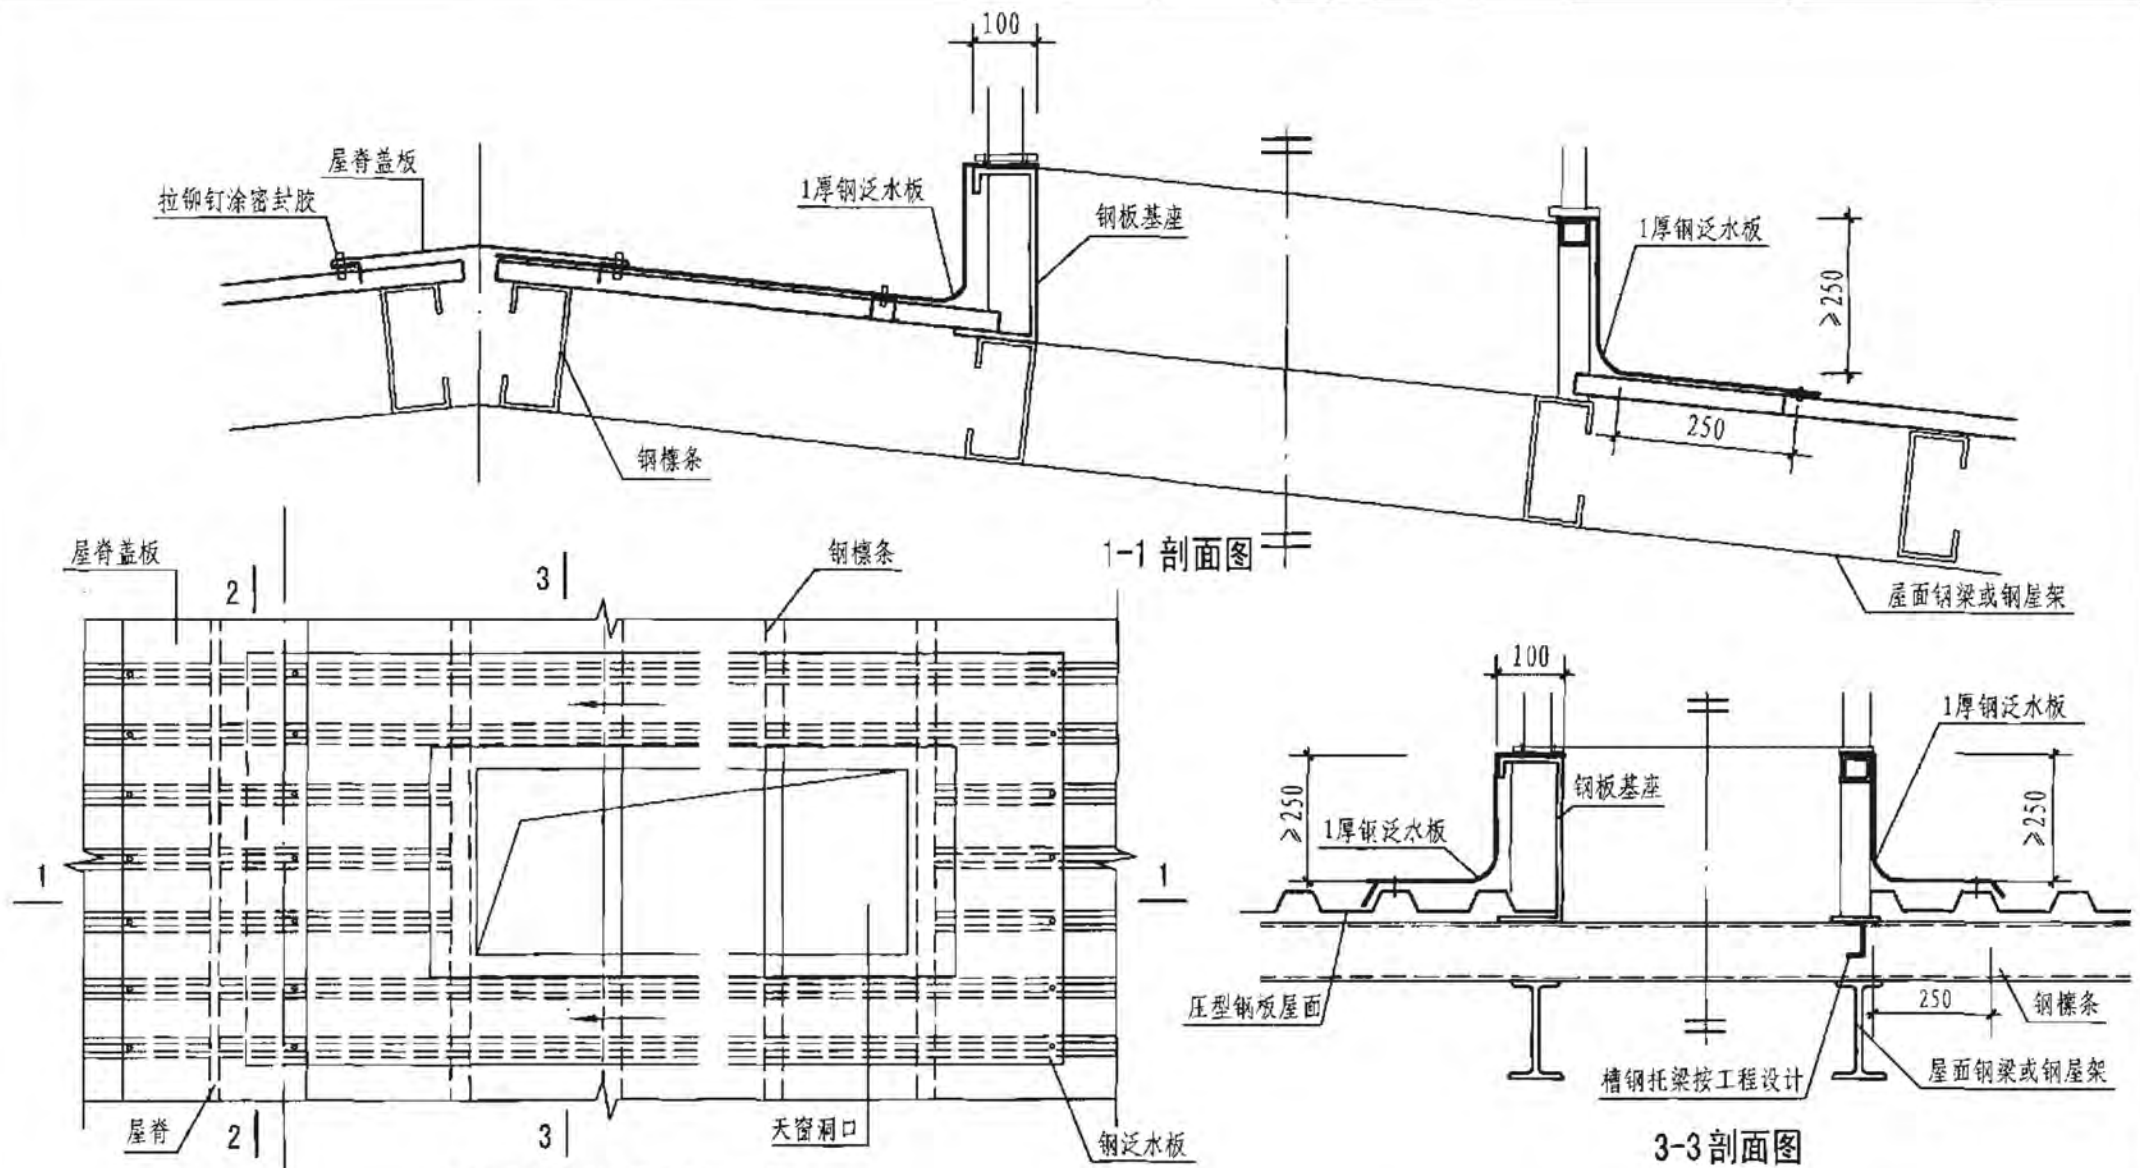 100
屋脊盖板
拉铆钉涂密封胶
1厚钢泛水板
钢板基座
1厚钢泛水板
≥250
250
钢檩条
1-1 剖面图
屋面钢梁或钢屋架
屋脊盖板
2
3
钢檩条
1
1
屋脊
2
3
天窗洞口
钢泛水板
100
1厚钢泛水板
≥250
钢板基座
1厚钢泛水板
≥250
压型钢板屋面
250
钢檩条
槽钢托梁按工程设计
屋面钢梁或钢屋架
3-3剖面图